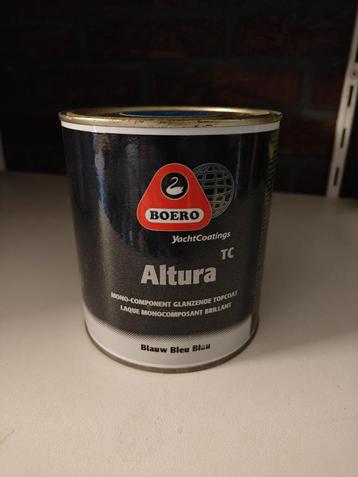 BOERO
YachtCoatings
Altura TC
MONO-COMPONENT GLANZENDE TOPCOAT
LAQUE MONOCOMPOSANT BRILLANT
Blauw Bleu Blau